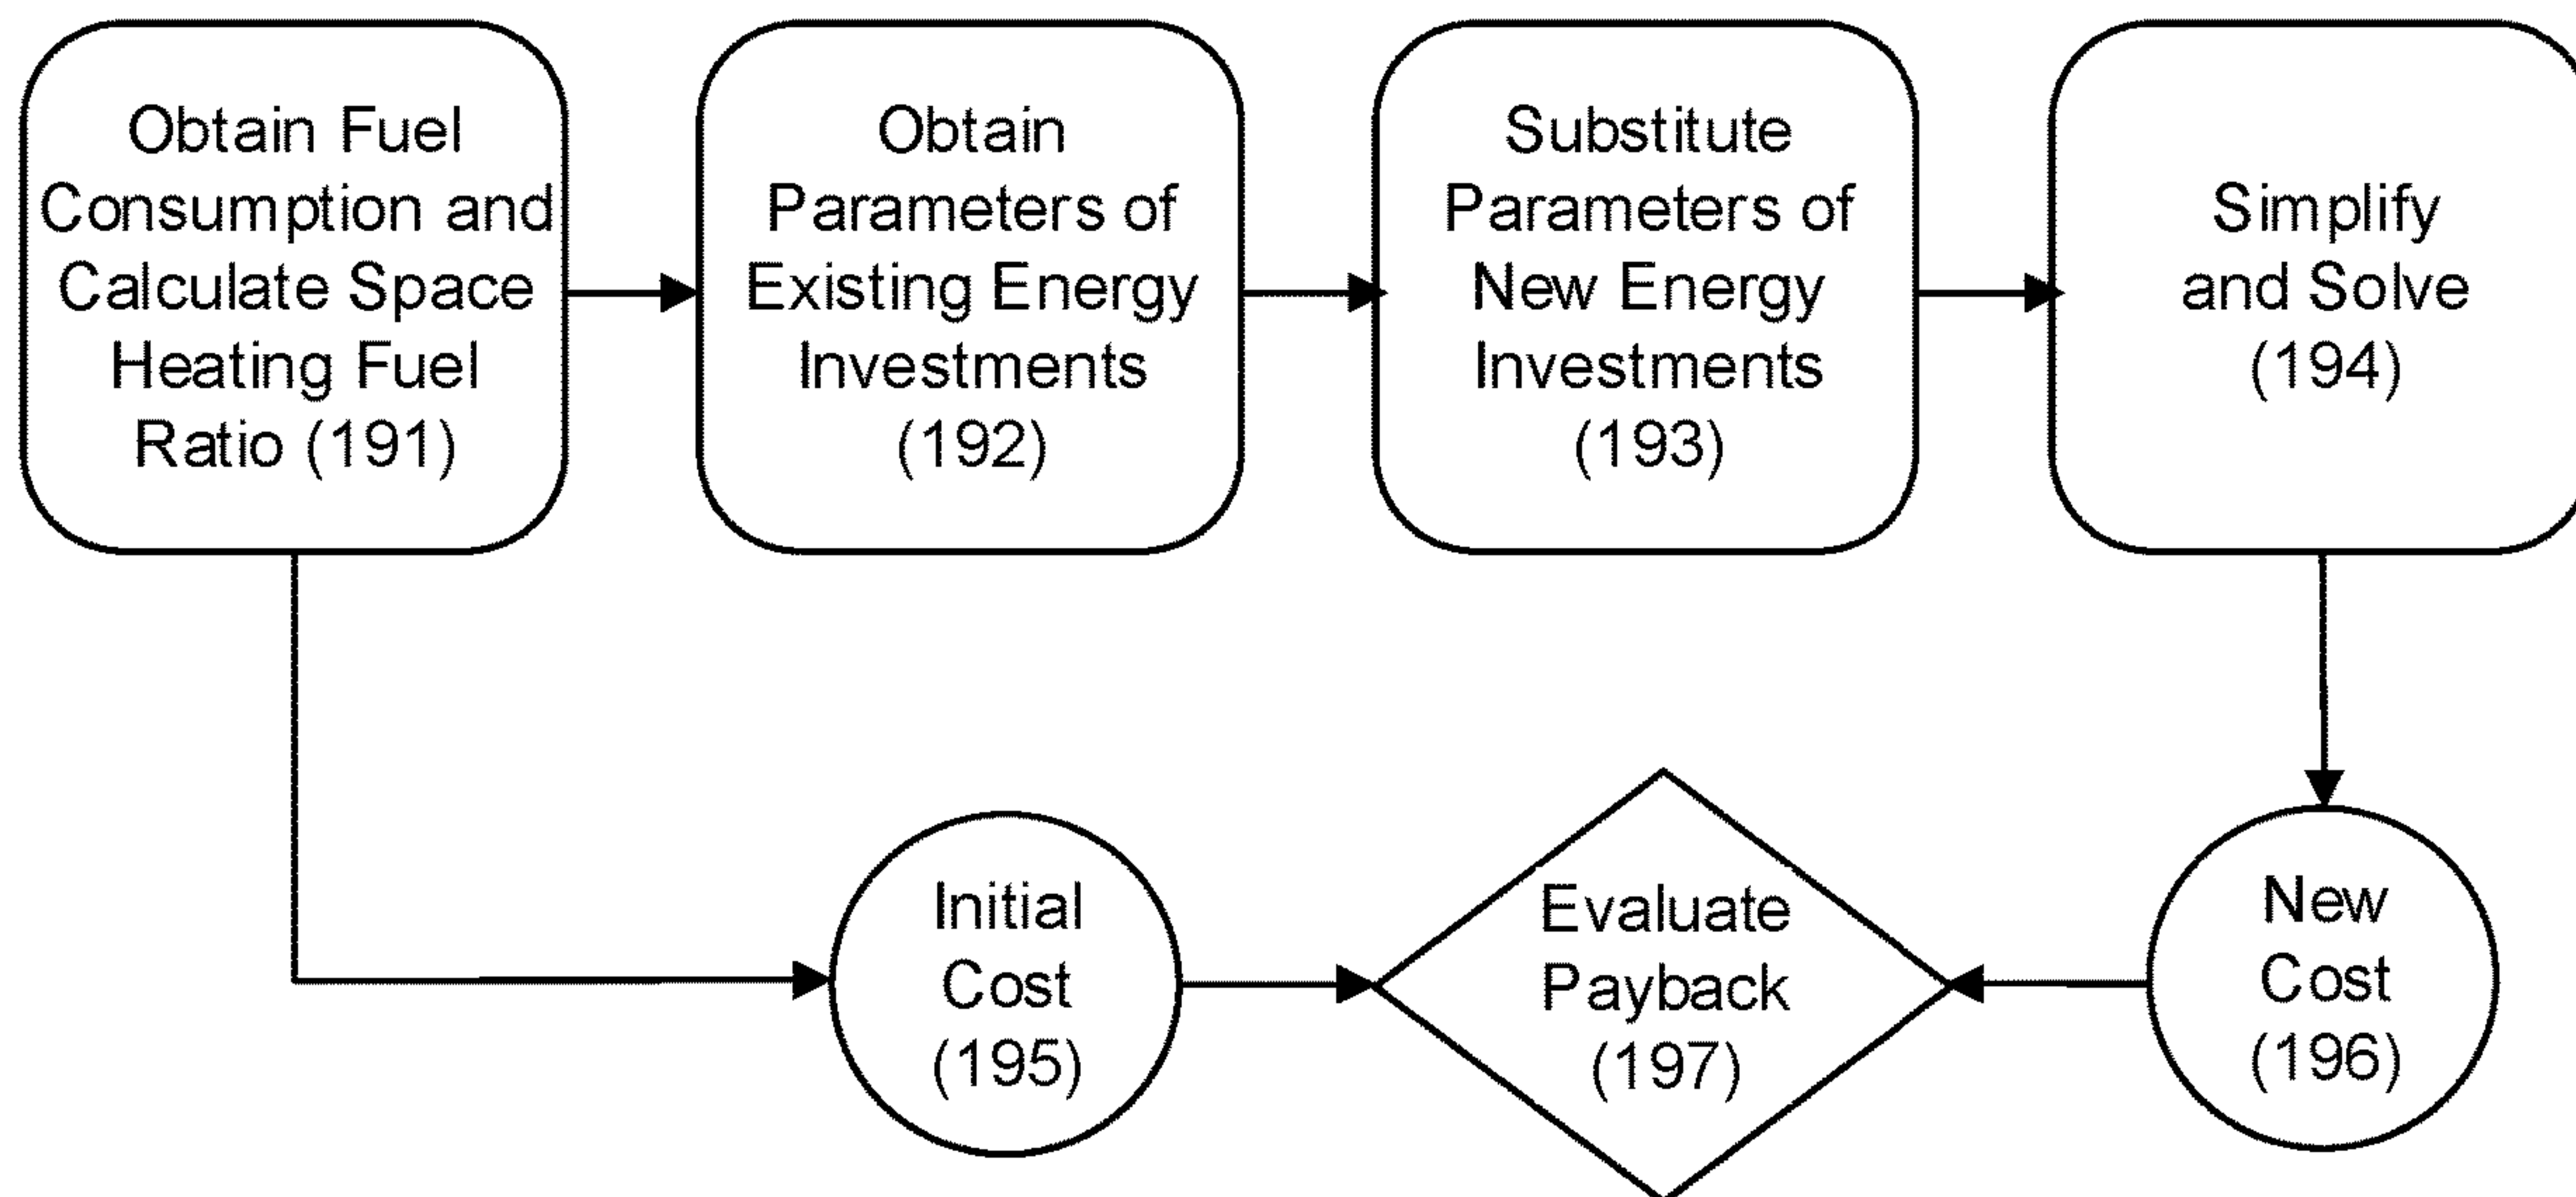 Obtain Fuel
Consumption and
Calculate Space
Heating Fuel
Ratio (191)
Obtain
Parameters of
Existing Energy
Investments
(192)
Substitute
Parameters of
New Energy
Investments
(193)
Simplify
and Solve
(194)
Initial
Cost
(195)
Evaluate
Payback
(197)
New
Cost
(196)